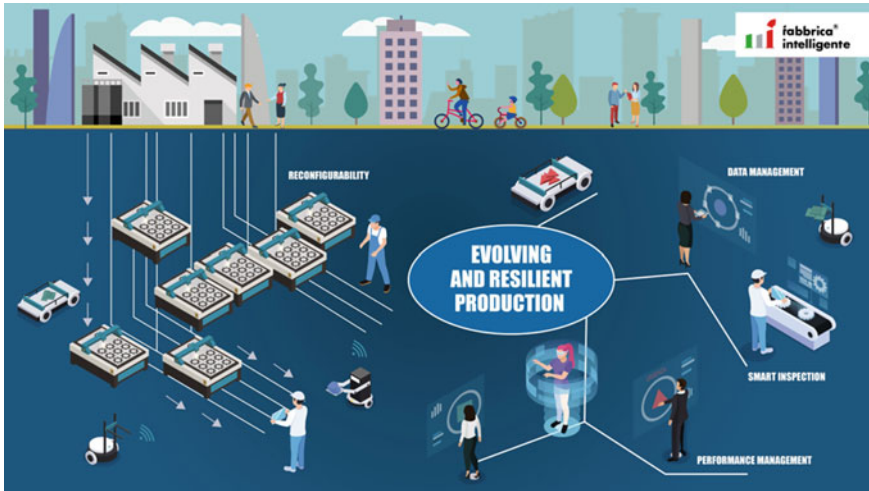 fabbrica®
intelligente
RECONFIGURABILITY
DATA MANAGEMENT
EVOLVING
AND RESILIENT
PRODUCTION
SMART INSPECTION
PERFORMANCE MANAGEMENT